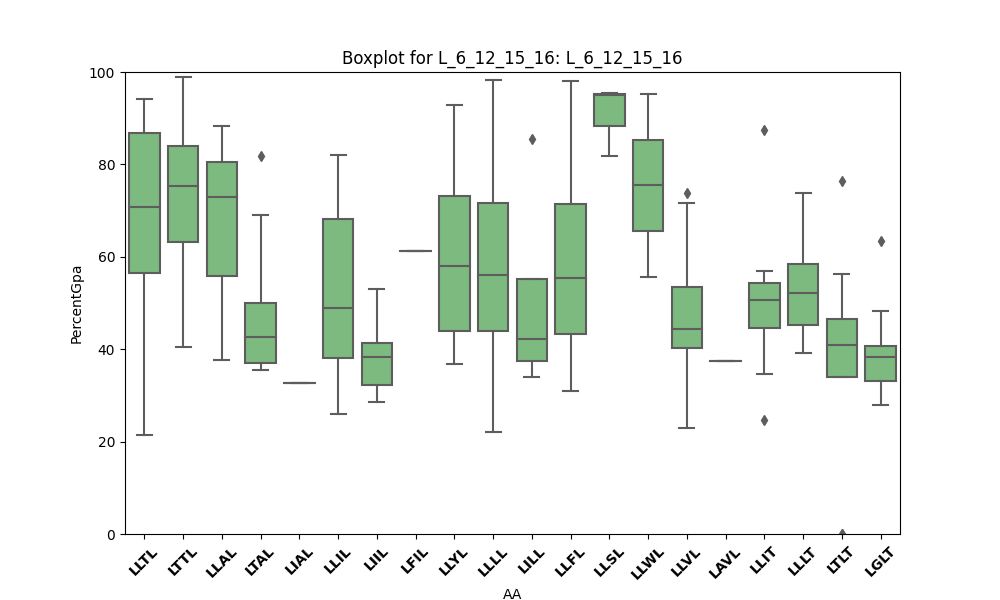 Boxplot for L_6_12_15_16: L_6_12_15_16
100
80
60
40
20
0
PercentGpa
LLTL LTTL LLAL LTAL LIAL LLIL LIIL LFIL LLYL LLLL LILL LLFL LLSL LLWL LLVL LAVL LLIT LLLT LTLT LGLT
AA